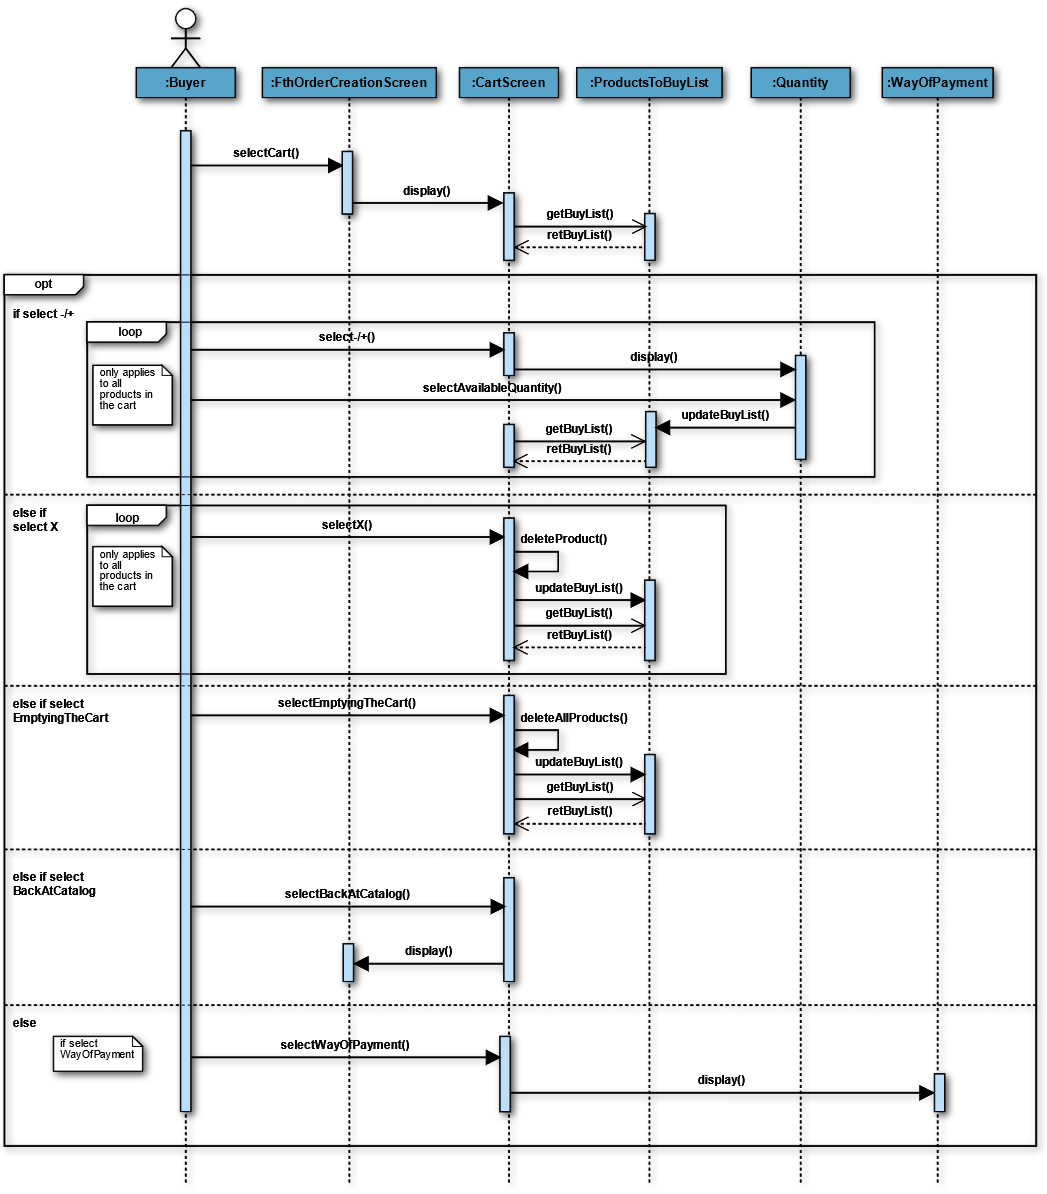 :Buyer
:FthOrderCreationScreen
:CartScreen
:ProductsToBuyList
:Quantity
:WayOfPayment
selectCart()
display()
getBuyList()
retBuyList()
opt
if select -/+
loop
select-/+()
display()
only applies
to all
products in
the cart
selectAvailableQuantity()
updateBuyList()
getBuyList()
retBuyList()
else if
select X
loop
selectX()
deleteProduct()
only applies
to all
products in
the cart
updateBuyList()
getBuyList()
retBuyList()
else if select
EmptyingTheCart
selectEmptyingTheCart()
deleteAllProducts()
updateBuyList()
getBuyList()
retBuyList()
else if select
BackAtCatalog
selectBackAtCatalog()
display()
else
if select
WayOfPayment
selectWayOfPayment()
display()